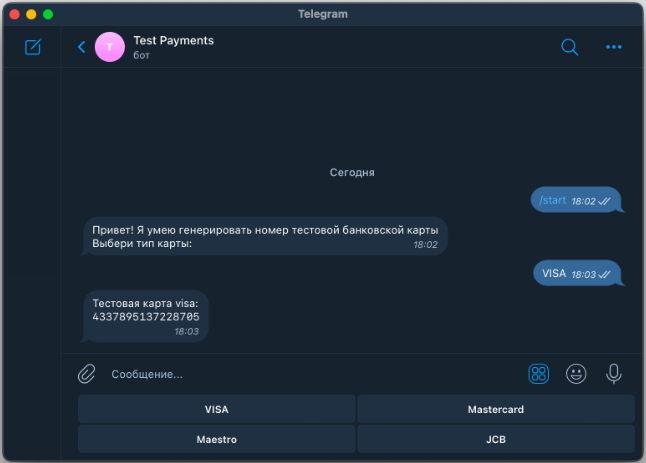 Telegram
T
Test Payments
бот
Сегодня
/start 18:02
Привет! Я умею генерировать номер тестовой банковской карты
Выбери тип карты:
18:02
VISA 18:03
Тестовая карта visa:
4337895137228705
18:03
Сообщение...
VISA
Mastercard
Maestro
JCB